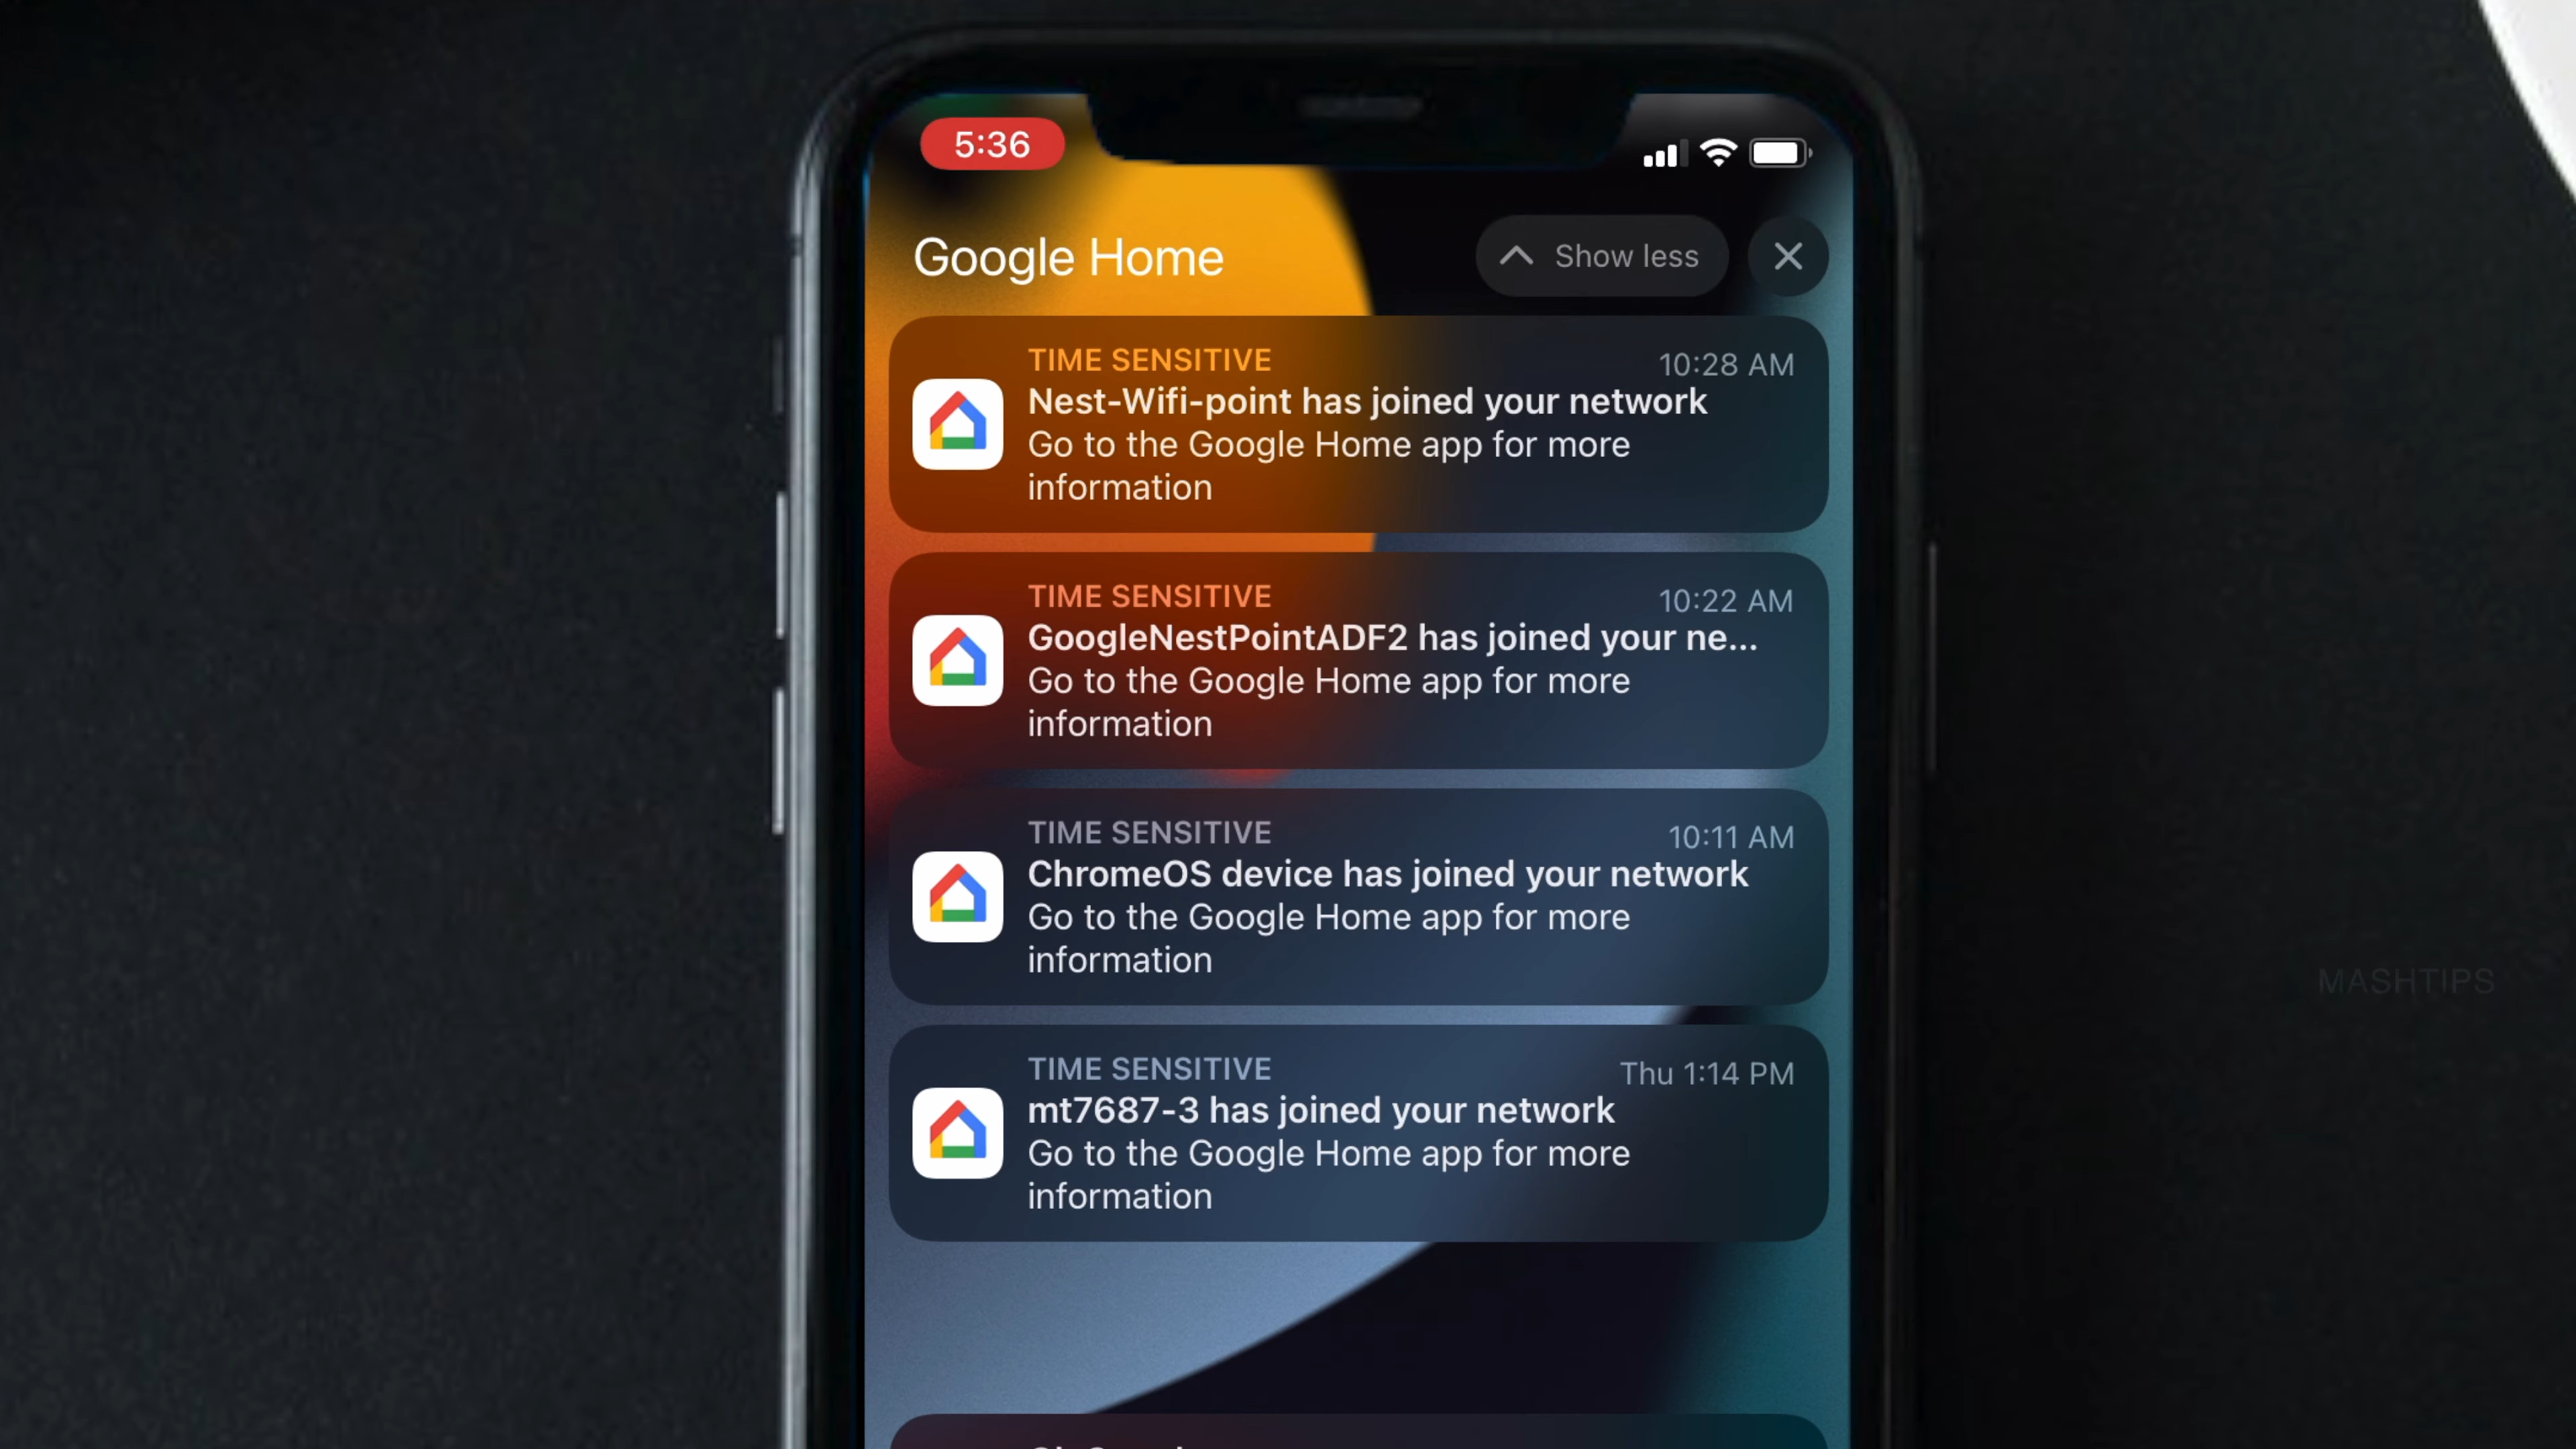 5:36
Google Home
Show less
TIME SENSITIVE
10:28 AM
Nest-Wifi-point has joined your network
Go to the Google Home app for more
information
TIME SENSITIVE
10:22 AM
GoogleNestPointADF2 has joined your ne...
Go to the Google Home app for more
information
TIME SENSITIVE
10:11 AM
ChromeOS device has joined your network
Go to the Google Home app for more
information
TIME SENSITIVE
Thu 1:14 PM
mt7687-3 has joined your network
Go to the Google Home app for more
information
MASHTIPS